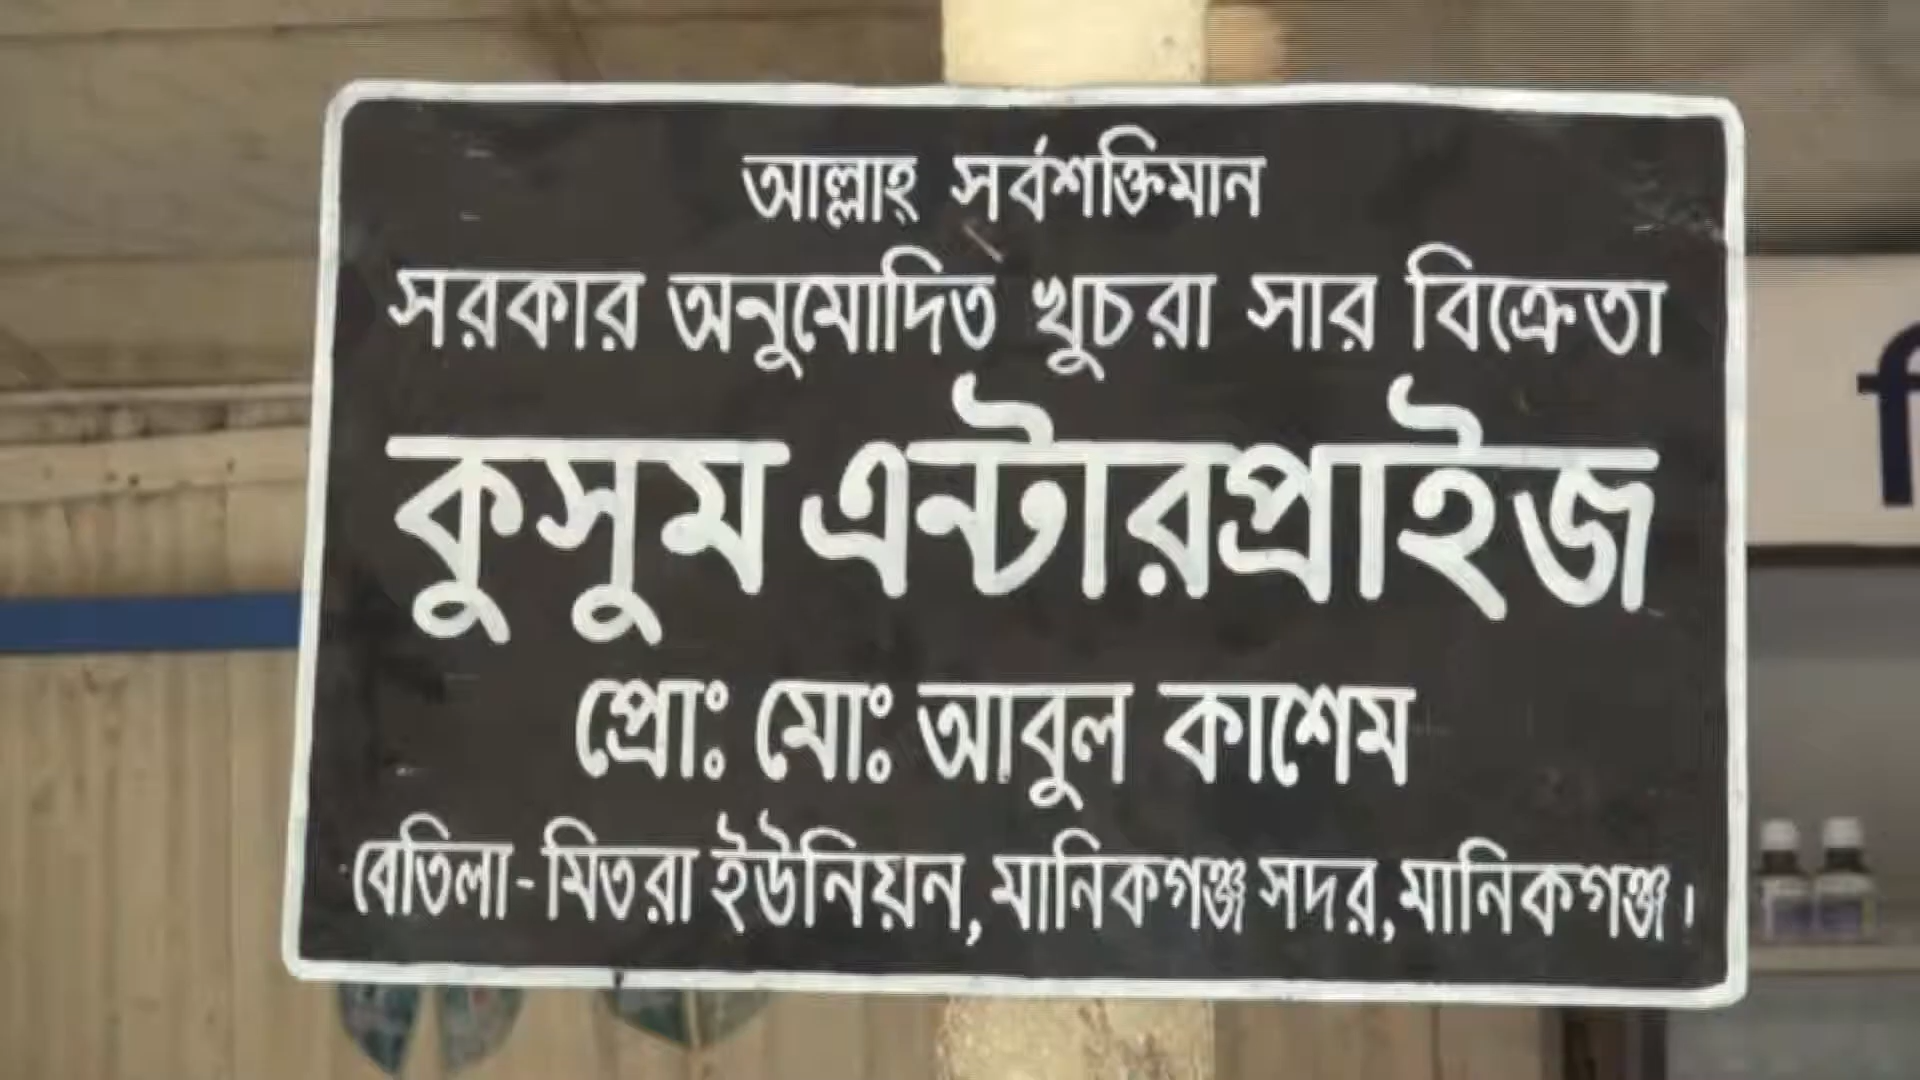 আল্লাহ্ সর্বশক্তিমান
সরকার অনুমোদিত খুচরা সার বিক্রেতা
কুসুম এন্টারপ্রাইজ
প্রোঃ মোঃ আবুল কাশেম
বেতিলা-মিতরা ইউনিয়ন, মানিকগঞ্জ সদর, মানিকগঞ্জ।